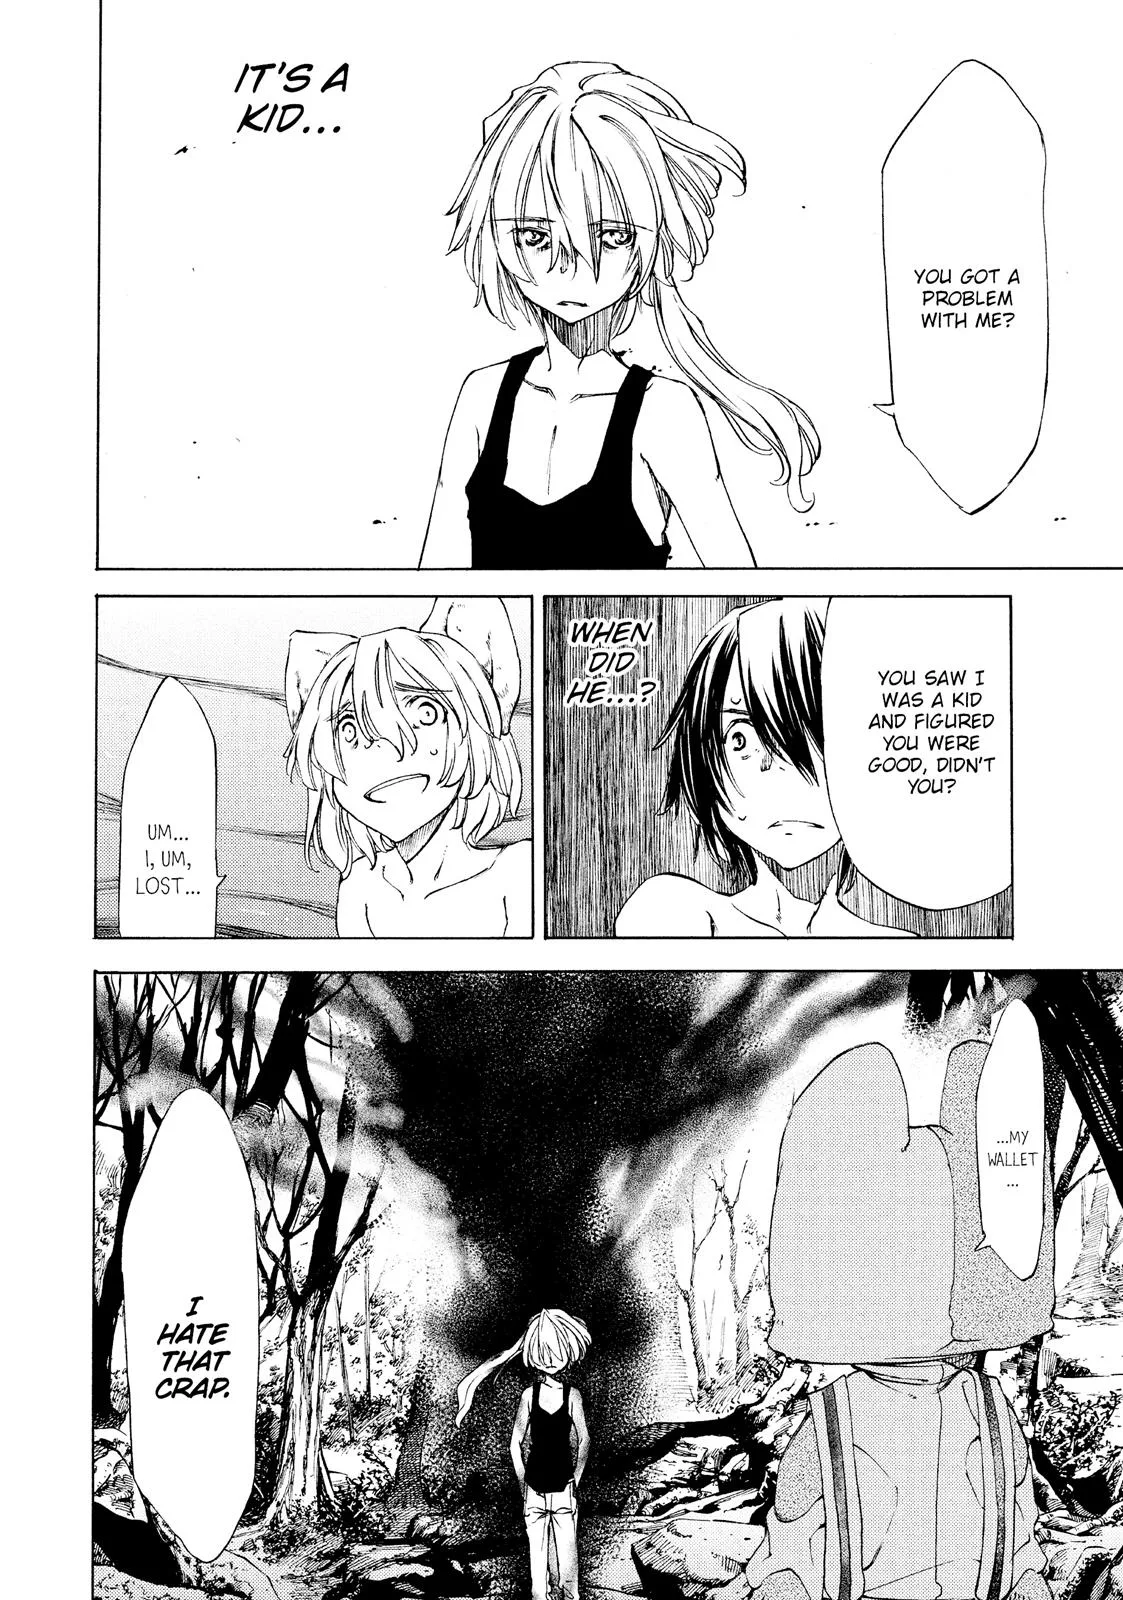 YOU GOT A
PROBLEM
WITH ME?
IT'S A
KID...
YOU SAW I
WAS A KID
AND FIGURED
YOU WERE
GOOD, DIDN'T
YOU?
WHEN
DID
HE...?
UM...
I, UM,
LOST...
...MY
WALLET
...
I
HATE
THAT
CRAP.